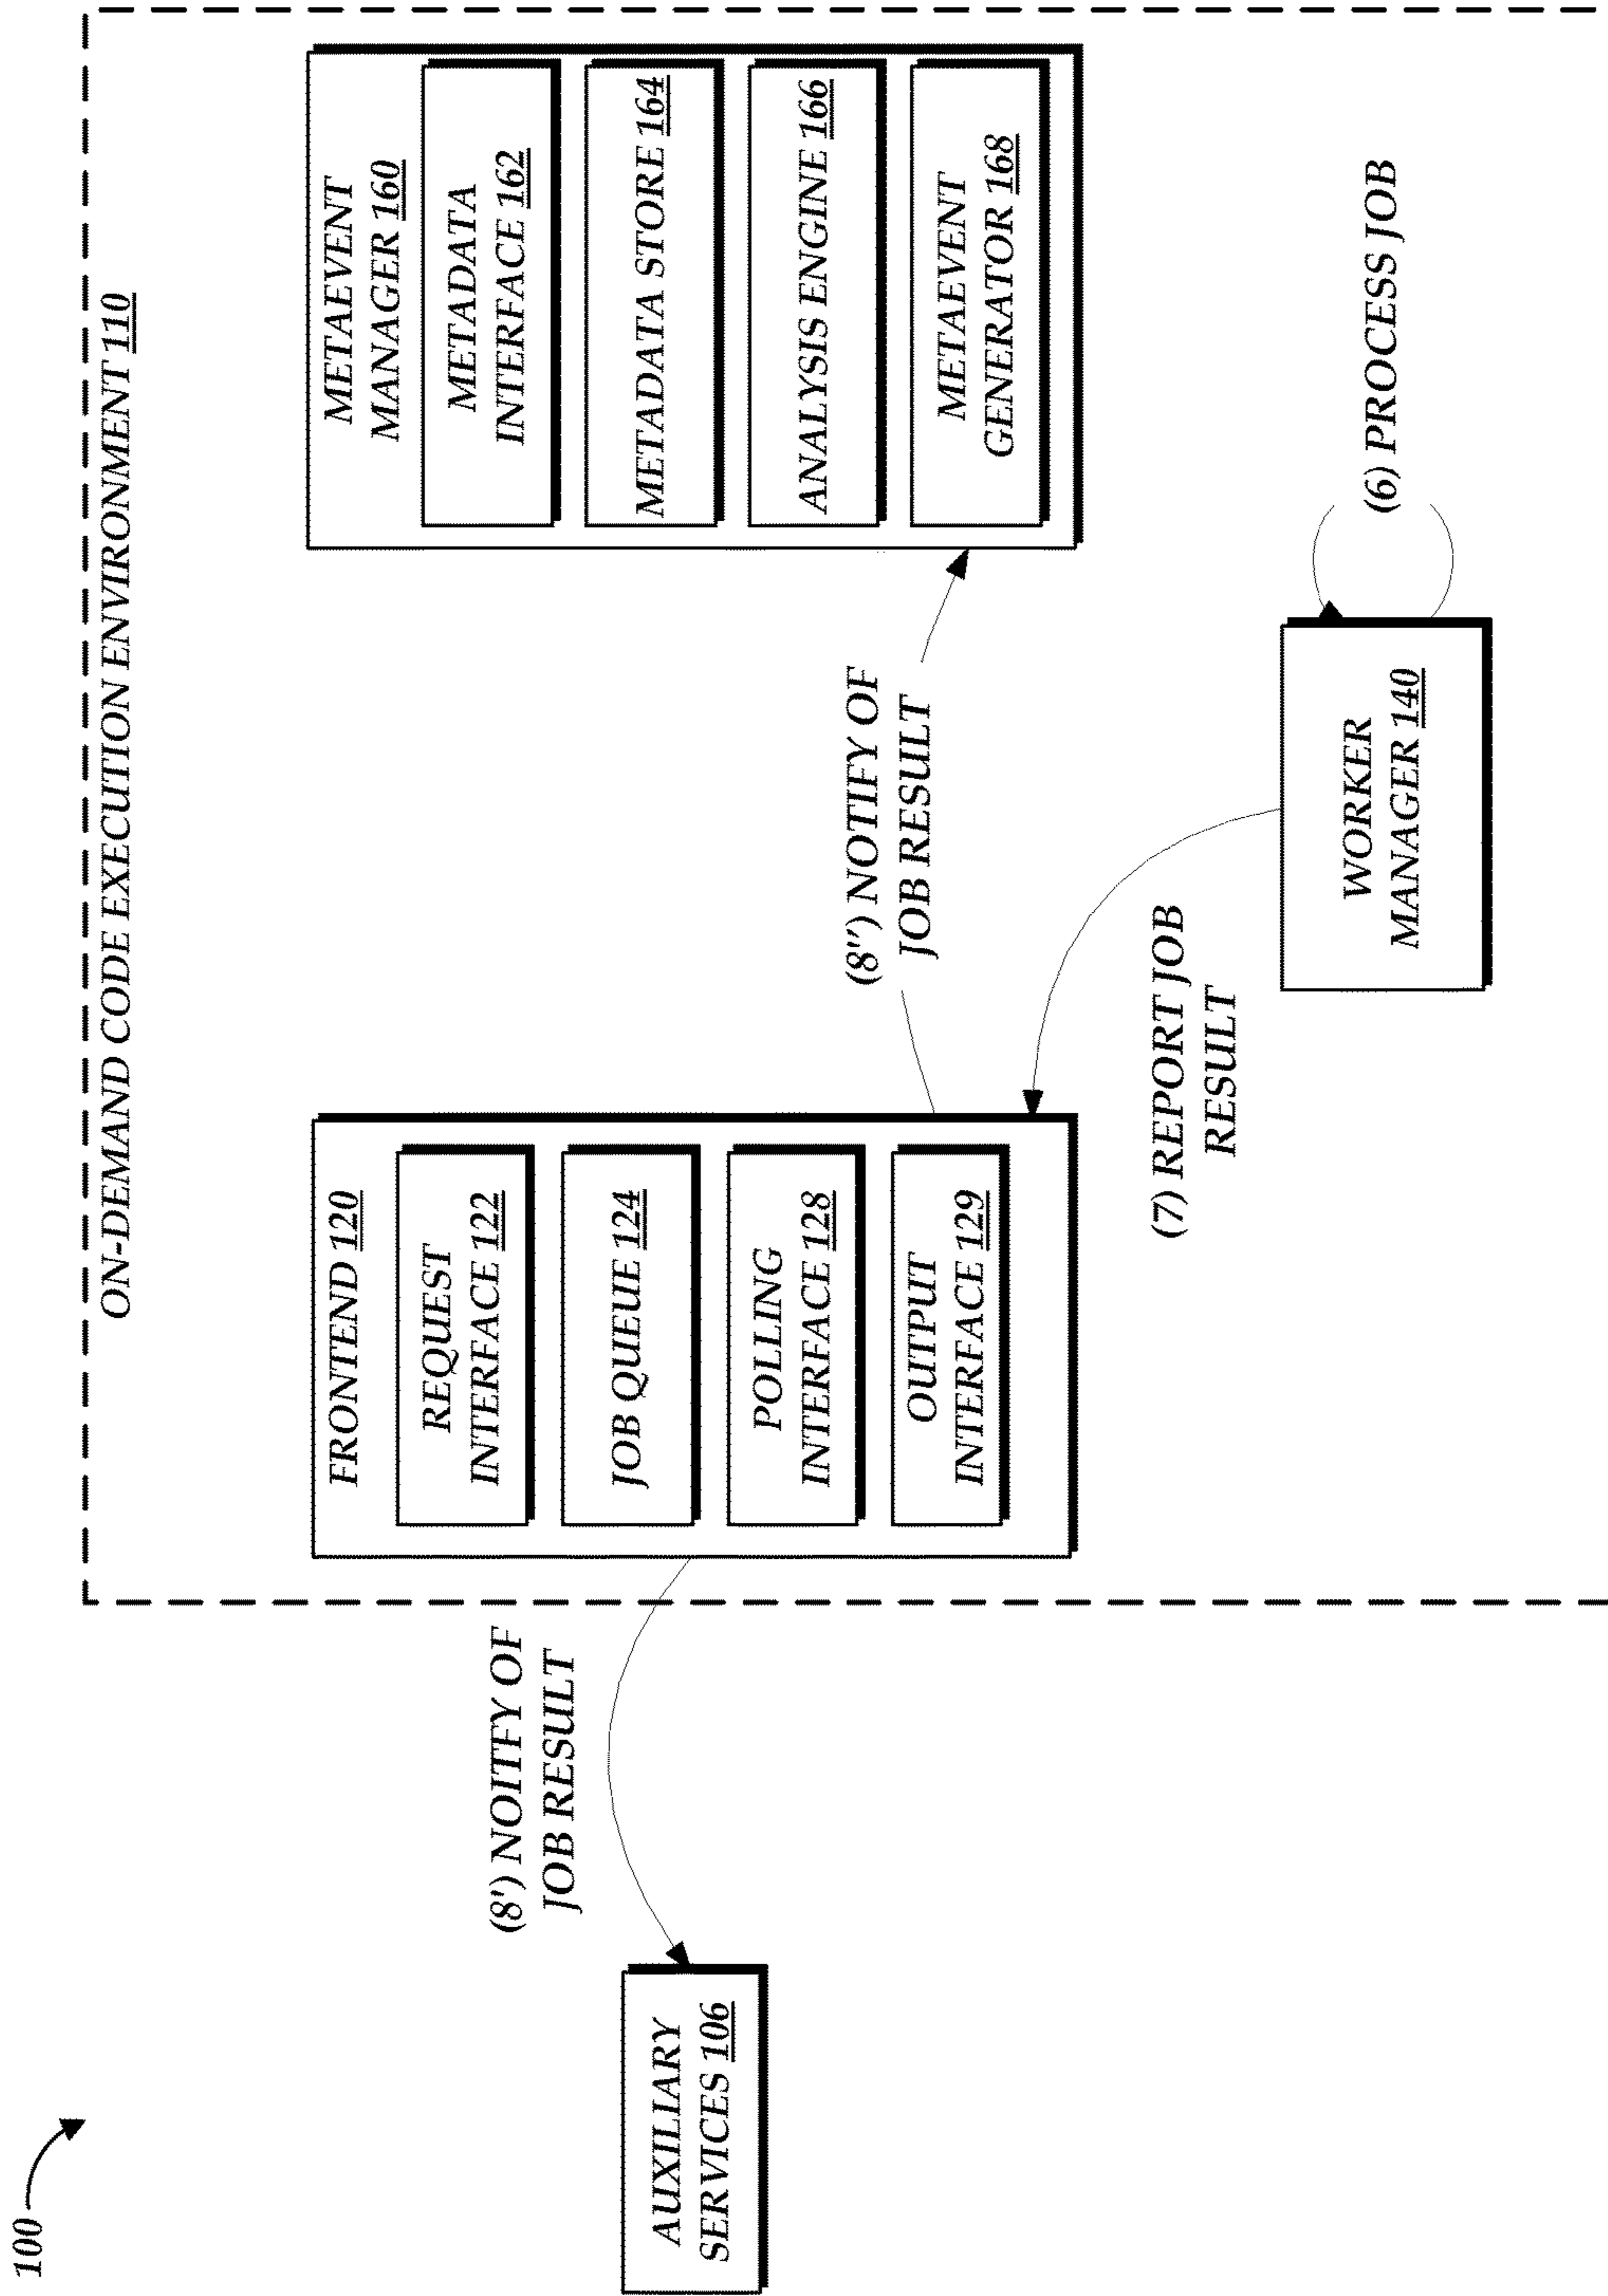 100
ON-DEMAND CODE EXECUTION ENVIRONMENT 110
AUXILIARY
SERVICES 106
(8') NOITFY OF
JOB RESULT
FRONTEND 120
REQUEST
INTERFACE 122
JOB QUEUE 124
POLLING
INTERFACE 128
OUTPUT
INTERFACE 129
(8'') NOTIFY OF
JOB RESULT
METAEVENT
MANAGER 160
METADATA
INTERFACE 162
METADATA STORE 164
ANALYSIS ENGINE 166
METAEVENT
GENERATOR 168
(7) REPORT JOB
RESULT
WORKER
MANAGER 140
(6) PROCESS JOB